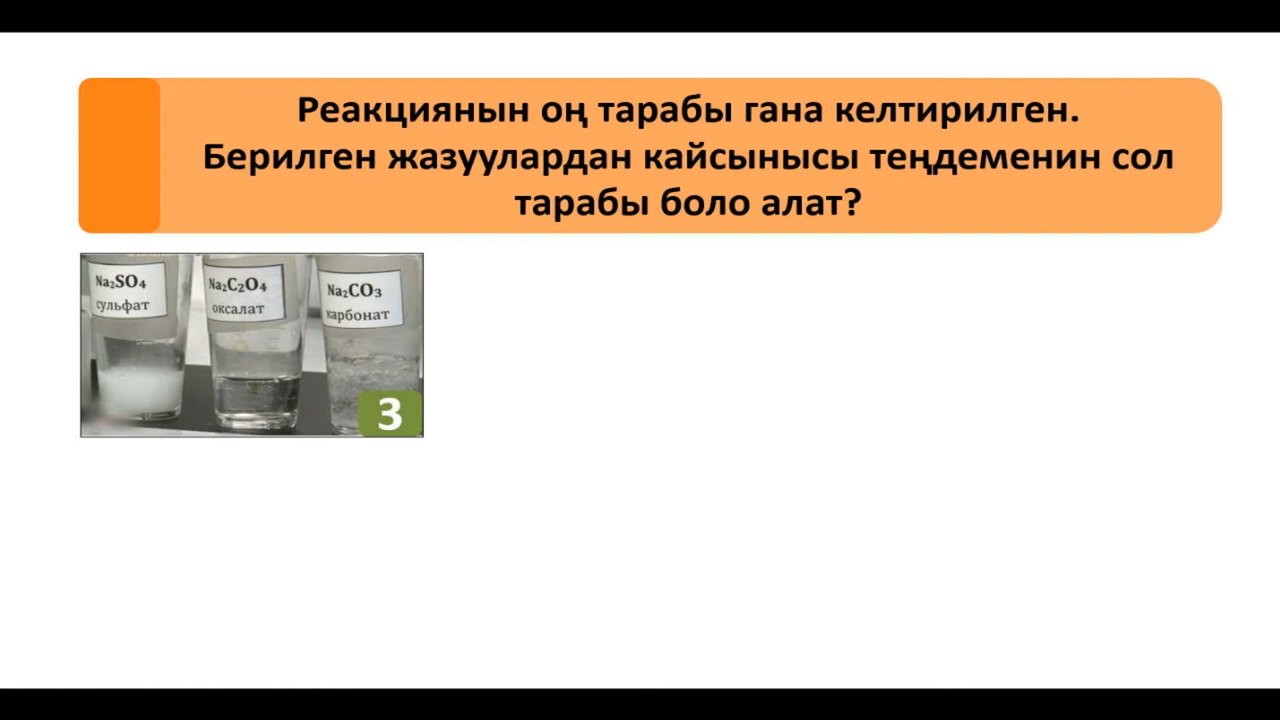 Реакциянын оң тарабы гана келтирилген.
Берилген жазуулардан кайсынысы теңдеменин сол
тарабы боло алат?
Na₂SO₄
сульфат
Na₂C₂O₄
оксалат
Na₂CO₃
карбонат
3